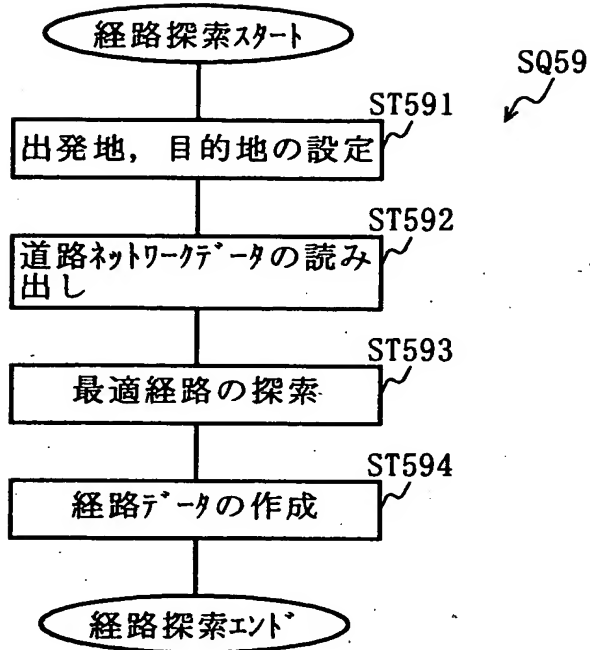 経路探索ｽﾀｰﾄ
SQ59
ST591
出発地，目的地の設定
ST592
道路ﾈｯﾄﾜｰｸﾃﾞｰﾀの読み
出し
ST593
最適経路の探索
ST594
経路ﾃﾞｰﾀの作成
経路探索ｴﾝﾄﾞ